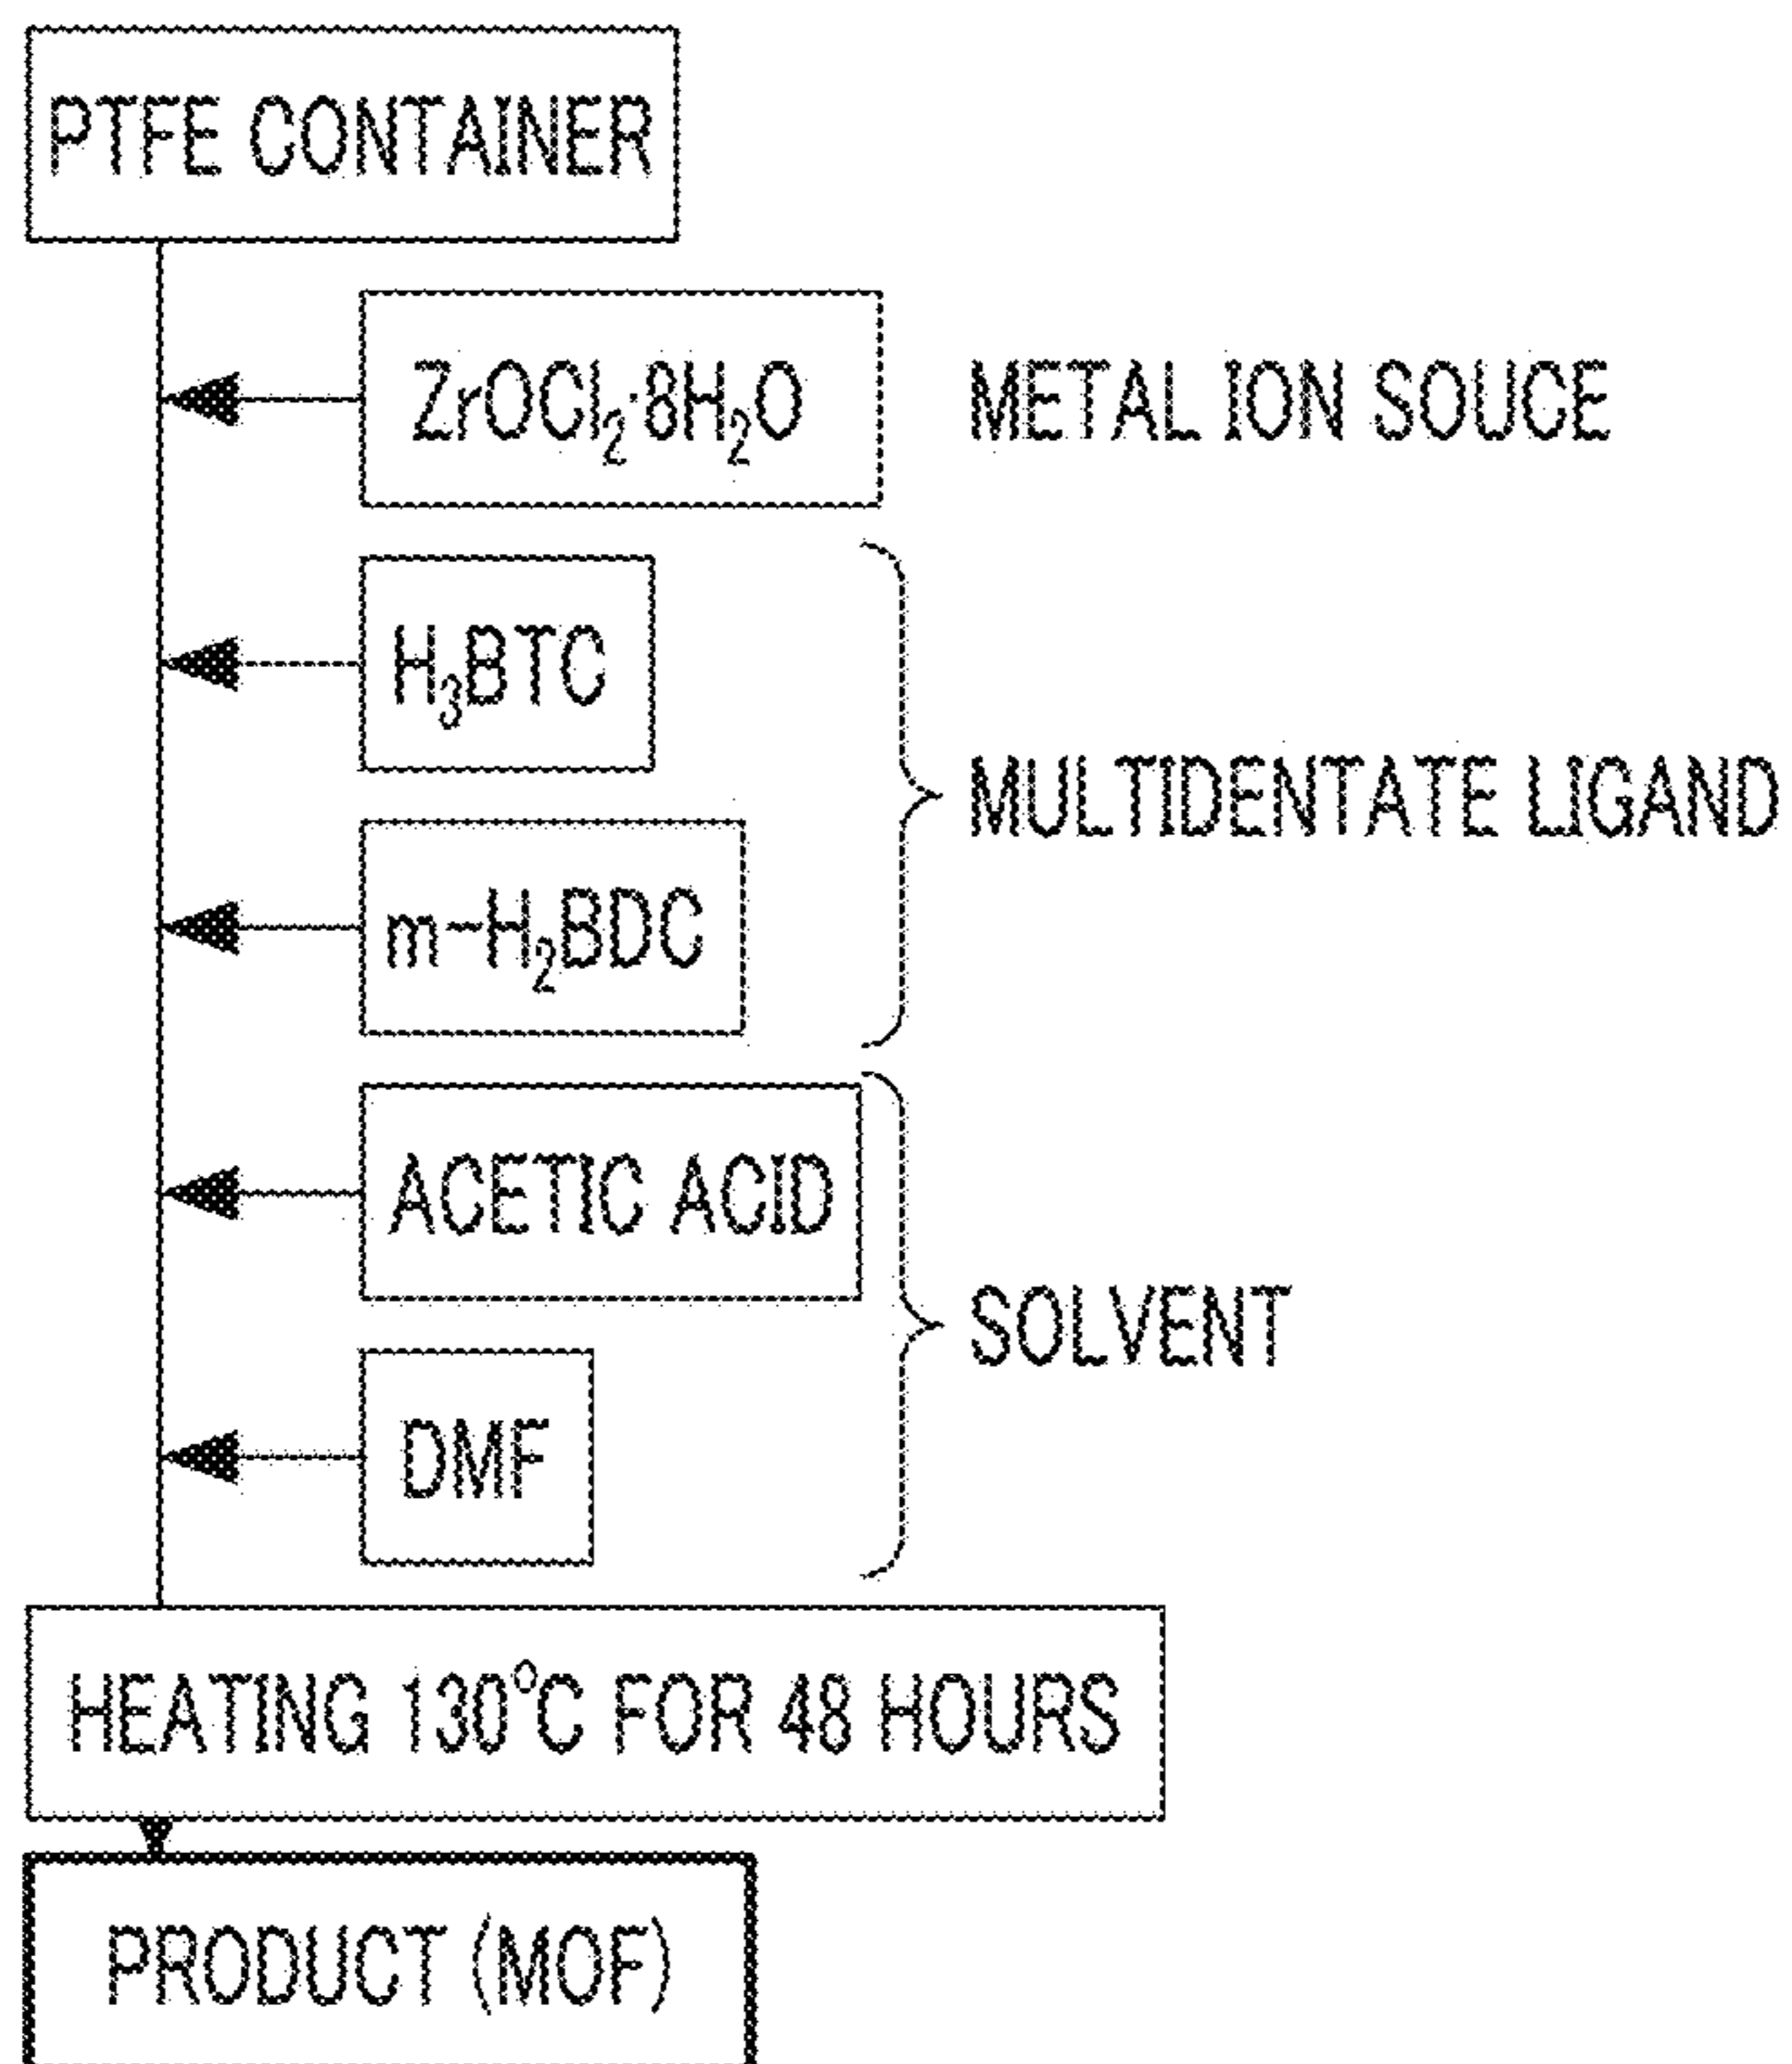 PTFE CONTAINER
ZrOCl₂·8H₂O METAL ION SOUCE
H₃BTC
MULTIDENTATE LIGAND
m-H₂BDC
ACETIC ACID
SOLVENT
DMF
HEATING 130°C FOR 48 HOURS
PRODUCT (MOF)